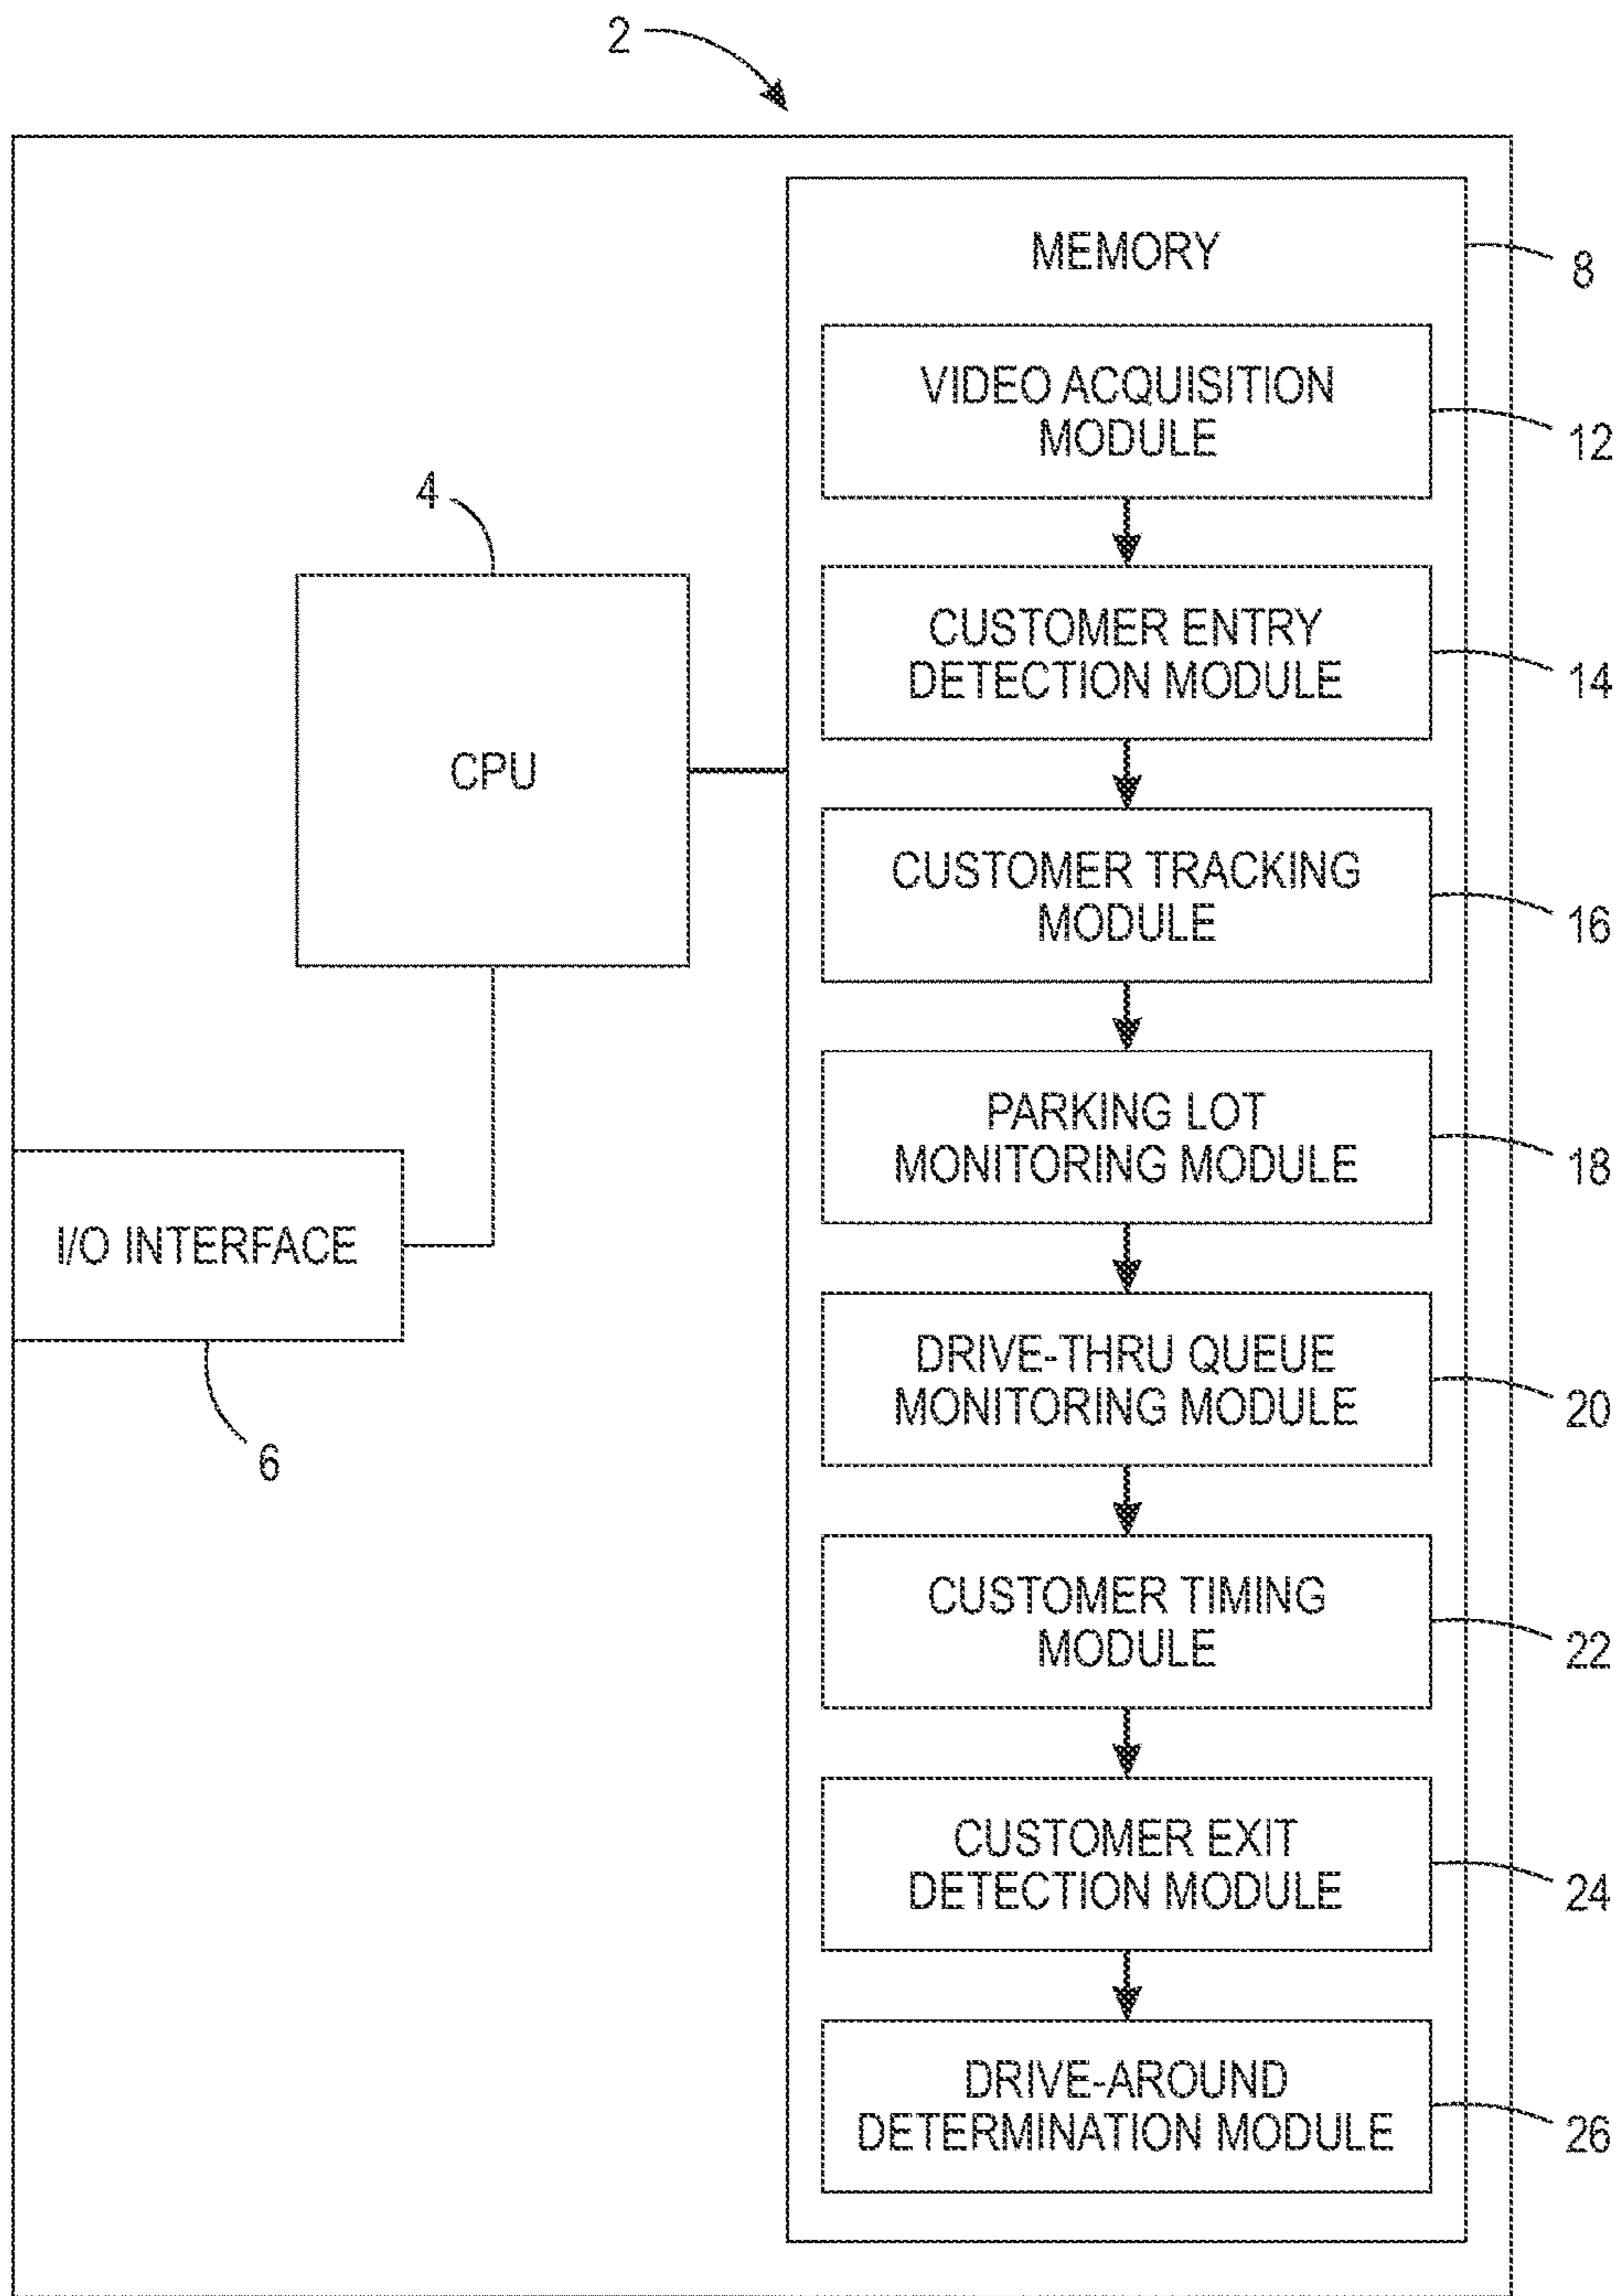 2
MEMORY
8
VIDEO ACQUISITION
MODULE
12
4
CUSTOMER ENTRY
DETECTION MODULE
14
CPU
CUSTOMER TRACKING
MODULE
16
PARKING LOT
MONITORING MODULE
18
I/O INTERFACE
6
DRIVE-THRU QUEUE
MONITORING MODULE
20
CUSTOMER TIMING
MODULE
22
CUSTOMER EXIT
DETECTION MODULE
24
DRIVE-AROUND
DETERMINATION MODULE
26